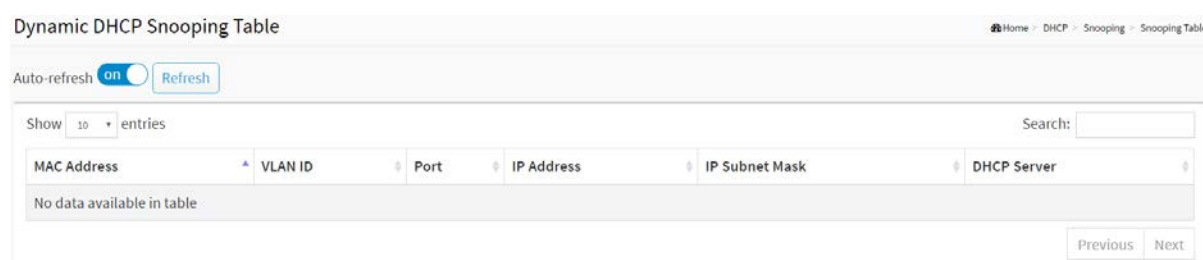 Dynamic DHCP Snooping Table
Home > DHCP > Snooping > Snooping Table
Auto-refresh on Refresh
Show 10 entries
Search:
MAC Address VLAN ID Port IP Address IP Subnet Mask DHCP Server
No data available in table
Previous Next